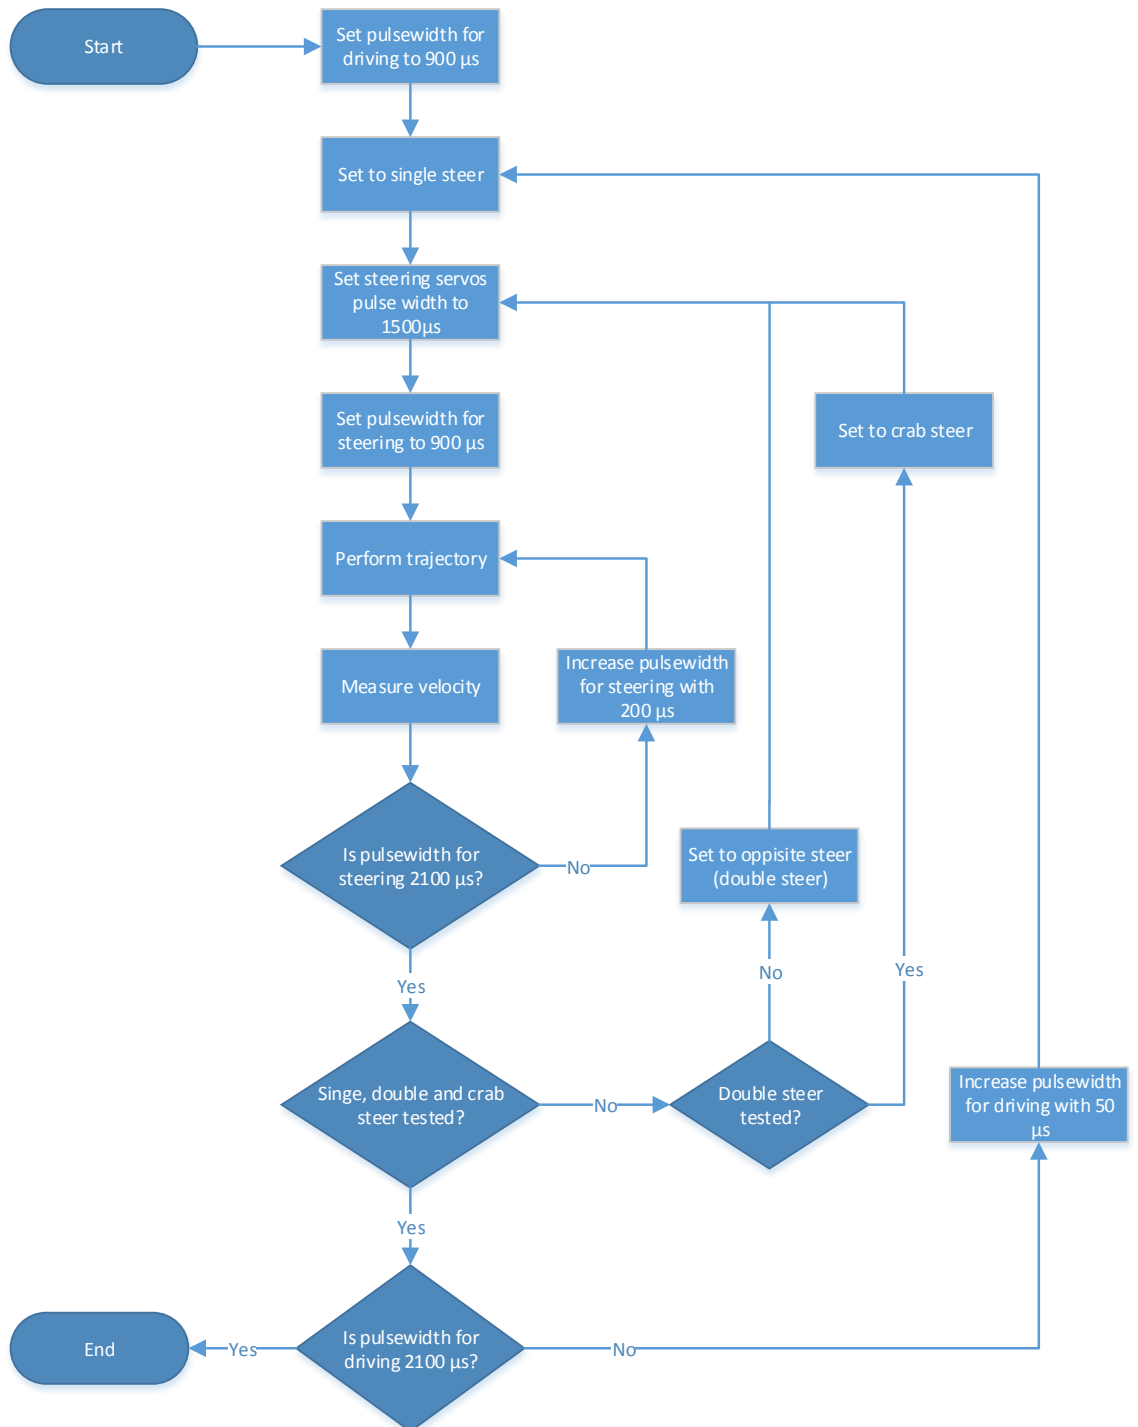 Start
Set pulsewidth for
driving to 900 µs
Set to single steer
Set steering servos
pulse width to
1500µs
Set pulsewidth for
steering to 900 µs
Set to crab steer
Perform trajectory
Measure velocity
Increase pulsewidth
for steering with
200 µs
Is pulsewidth for
steering 2100 µs?
No
Set to oppisite steer
(double steer)
Yes
No
Yes
Singe, double and crab
steer tested?
No
Double steer
tested?
Increase pulsewidth
for driving with 50
µs
Yes
Is pulsewidth for
driving 2100 µs?
Yes
No
End